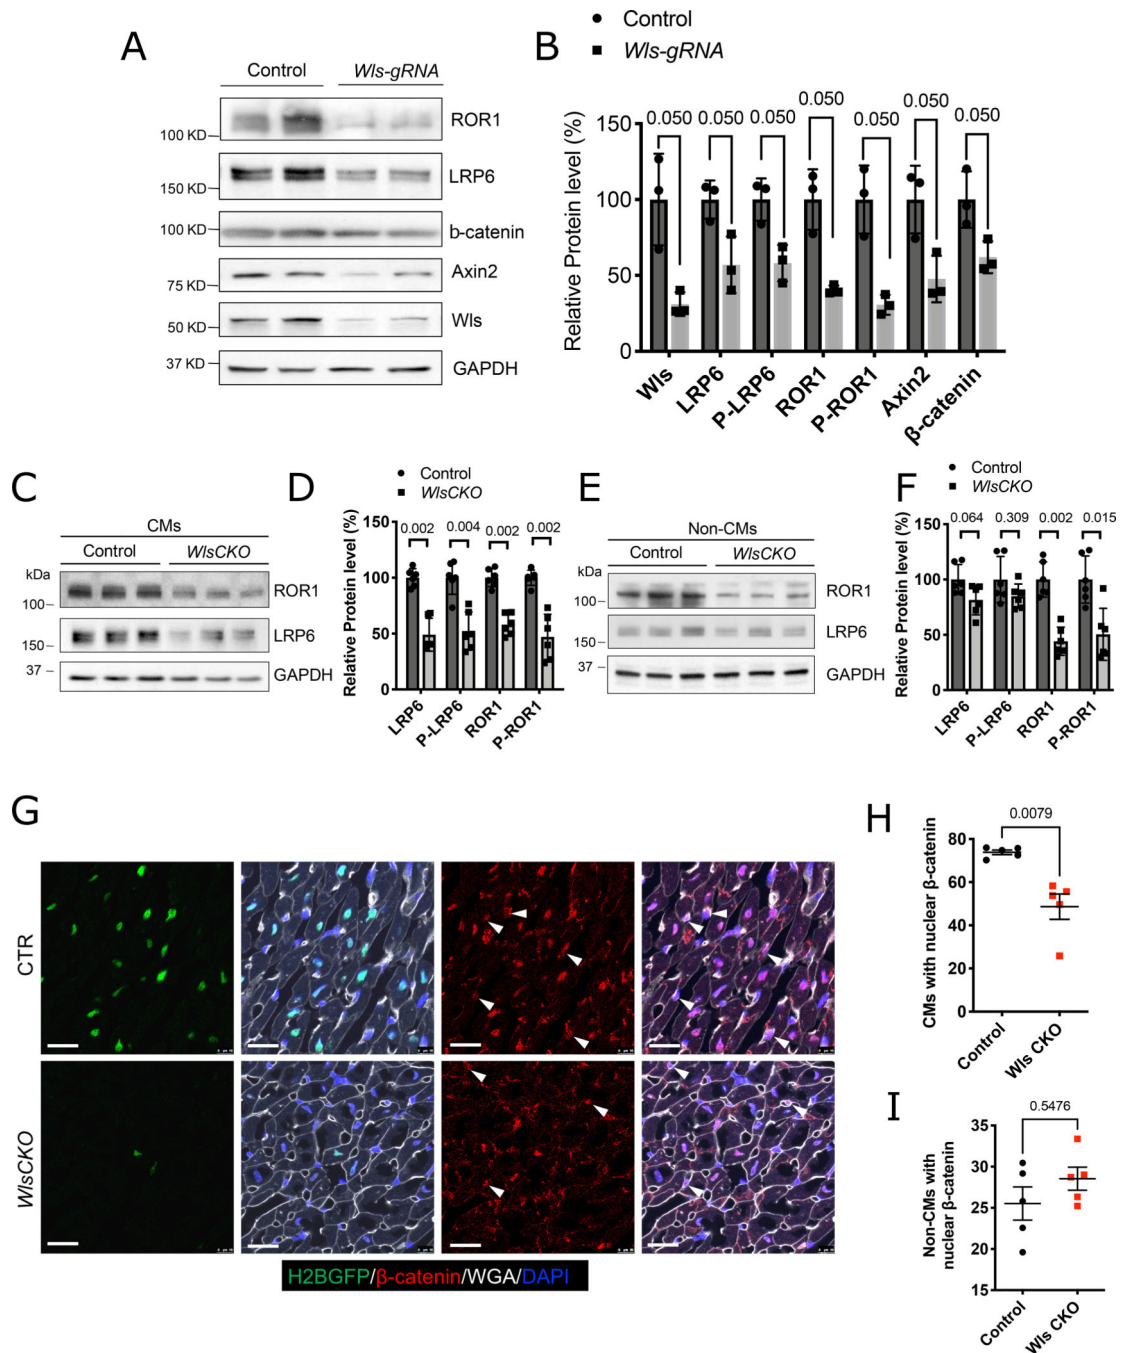 A
Control
Wls-gRNA
ROR1
100 KD
LRP6
150 KD
100 KD
b-catenin
Axin2
75 KD
Wls
50 KD
37 KD
GAPDH
B
Control
Wls-gRNA
0.050
0.050
0.050
0.050
0.050
0.050
0.050
Relative Protein level (%)
150
100
50
0
Wls
LRP6
P-LRP6
ROR1
P-ROR1
Axin2
β-catenin
C
CMs
Control
WlsCKO
kDa
ROR1
100
LRP6
150
37
GAPDH
D
Control
WlsCKO
0.002
0.004
0.002
0.002
Relative Protein level (%)
150
100
50
0
LRP6
P-LRP6
ROR1
P-ROR1
E
Non-CMs
Control
WlsCKO
kDa
ROR1
100
LRP6
150
37
GAPDH
F
Control
WlsCKO
0.064
0.309
0.002
0.015
Relative Protein level (%)
150
100
50
0
LRP6
P-LRP6
ROR1
P-ROR1
G
CTR
WlsCKO
H2BGFP/β-catenin/WGA/DAPI
H
0.0079
CMs with nuclear β-catenin
80
60
40
20
0
Control
Wls CKO
I
0.5476
Non-CMs with
nuclear β-catenin
35
30
25
20
15
Control
Wls CKO